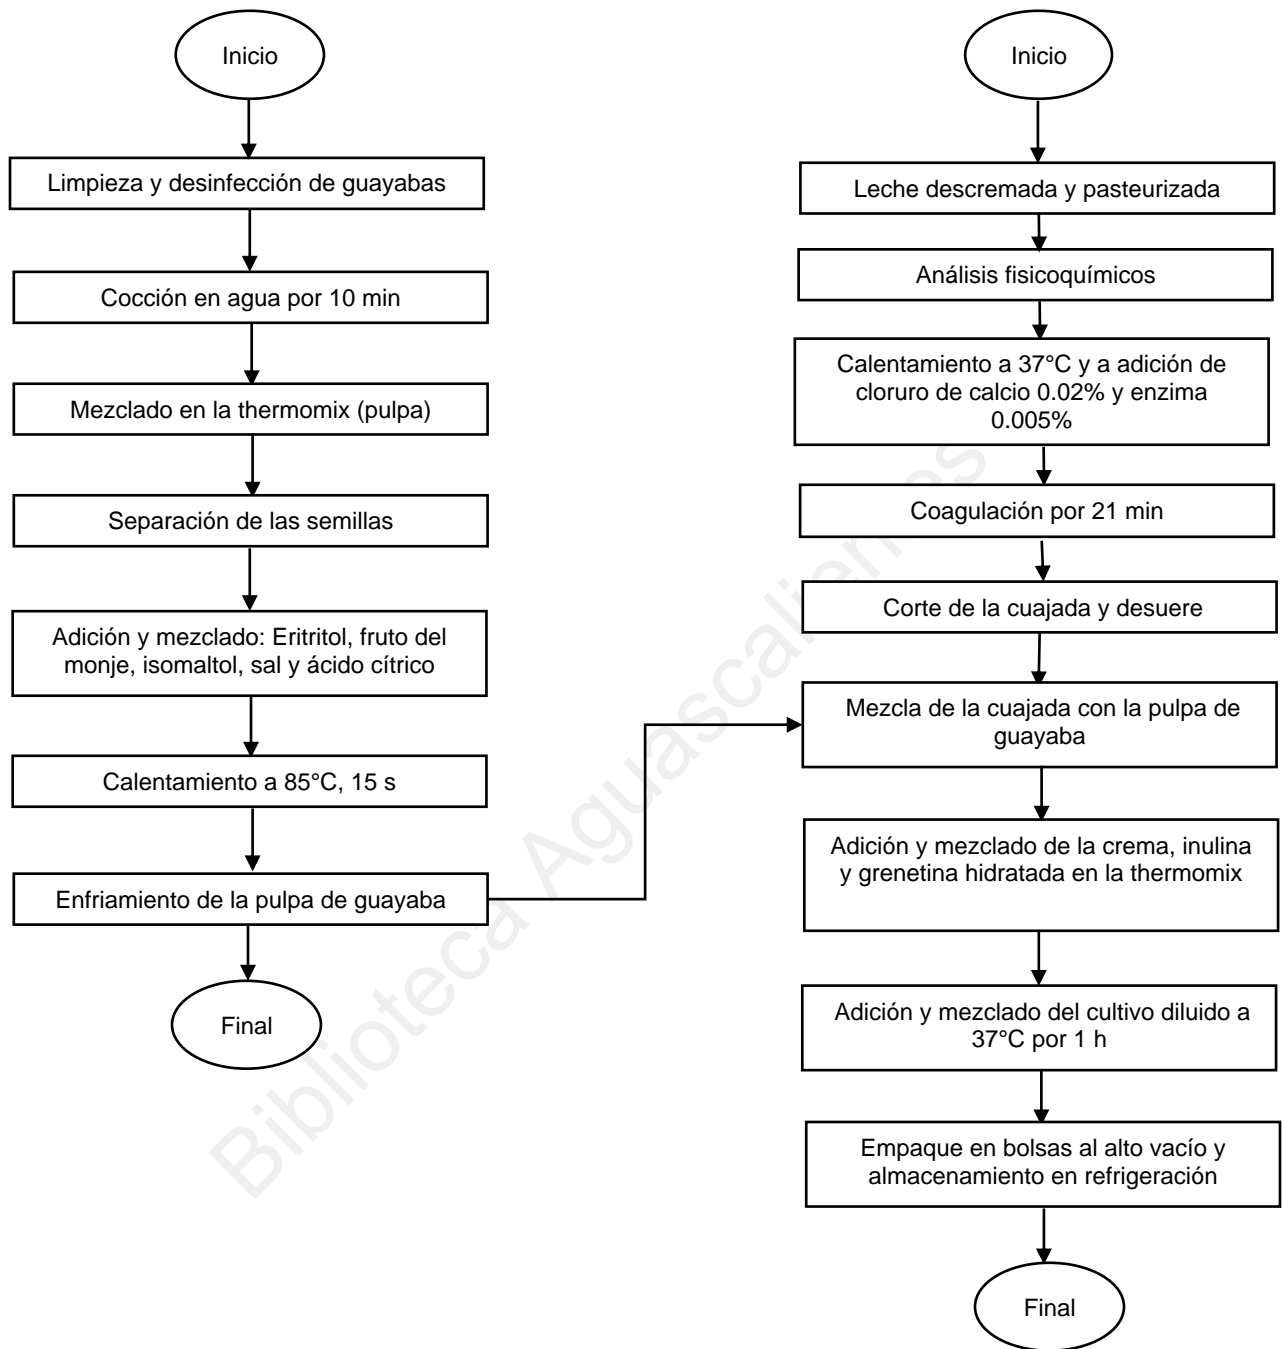 Inicio
Limpieza y desinfección de guayabas
Cocción en agua por 10 min
Mezclado en la thermomix (pulpa)
Separación de las semillas
Adición y mezclado: Eritritol, fruto del
monje, isomaltol, sal y ácido cítrico
Calentamiento a 85°C, 15 s
Enfriamiento de la pulpa de guayaba
Final
Inicio
Leche descremada y pasteurizada
Análisis fisicoquímicos
Calentamiento a 37°C y a adición de
cloruro de calcio 0.02% y enzima
0.005%
Coagulación por 21 min
Corte de la cuajada y desuere
Mezcla de la cuajada con la pulpa de
guayaba
Adición y mezclado de la crema, inulina
y grenetina hidratada en la thermomix
Adición y mezclado del cultivo diluido a
37°C por 1 h
Empaque en bolsas al alto vacío y
almacenamiento en refrigeración
Final
Biblioteca Aguascalientes